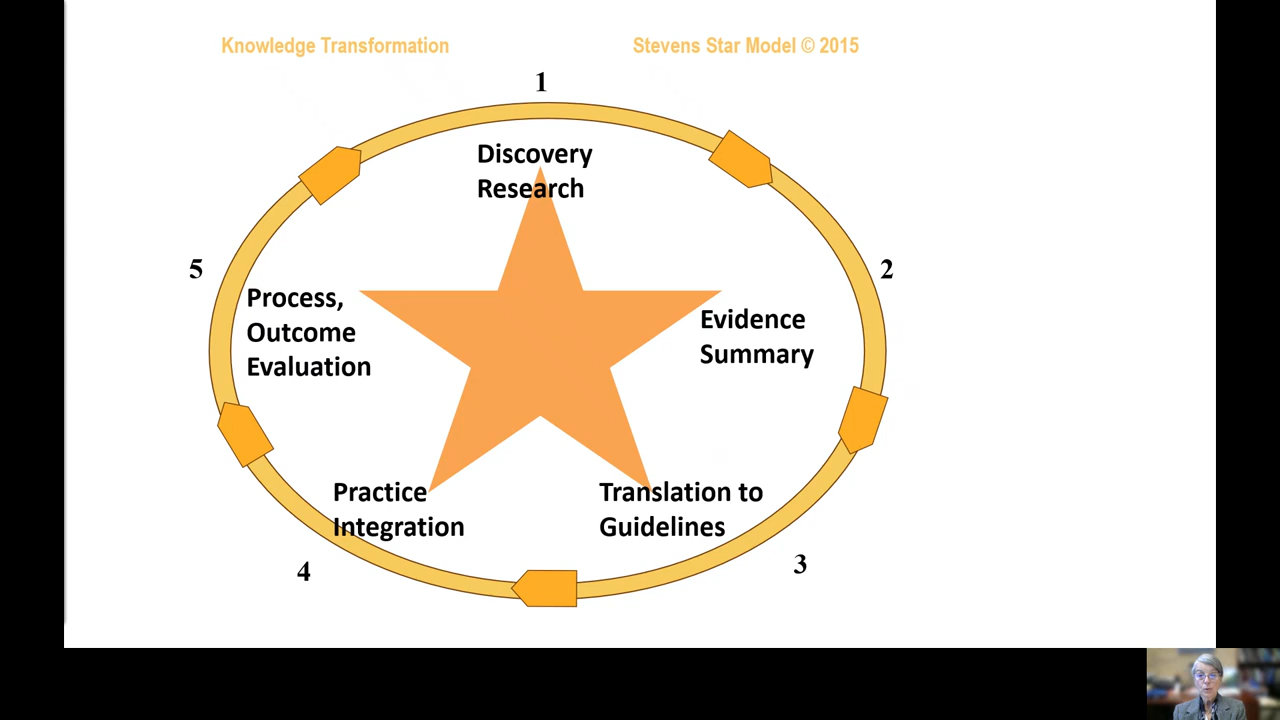 Knowledge Transformation
Stevens Star Model © 2015
1
Discovery
Research
2
Evidence
Summary
3
Translation to
Guidelines
4
Practice
Integration
5
Process,
Outcome
Evaluation